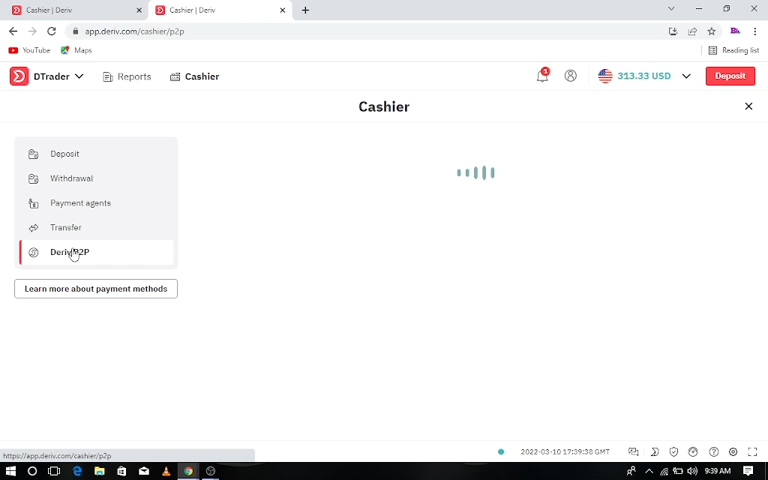 Cashier | Deriv
Cashier | Deriv
app.deriv.com/cashier/p2p
YouTube
Maps
Reading list
DTrader
Reports
Cashier
1
313.33 USD
Deposit
Cashier
Deposit
Withdrawal
Payment agents
Transfer
Deriv P2P
Learn more about payment methods
https://app.deriv.com/cashier/p2p
2022-03-10 17:39:38 GMT
9:39 AM